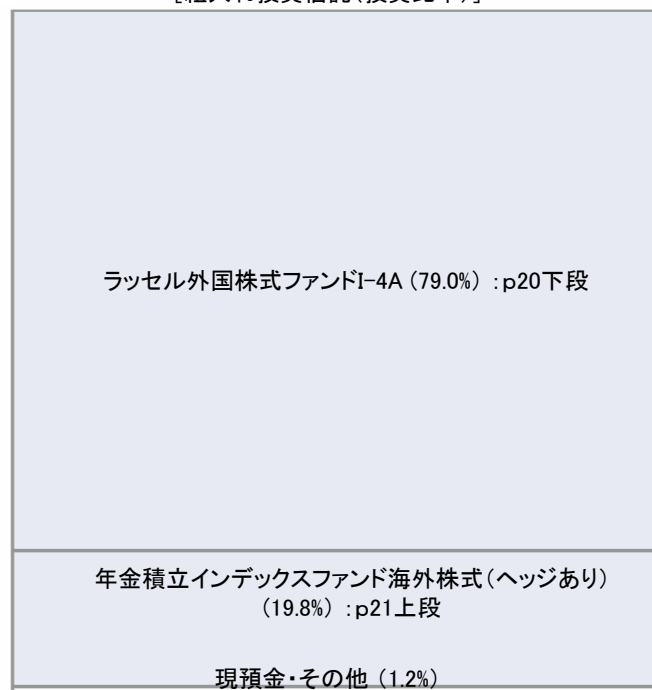 ラッセル外国株式ファンドI-4A (79.0%) :p20下段
年金積立インデックスファンド海外株式(ヘッジあり)
(19.8%) :p21上段
現預金・その他 (1.2%)